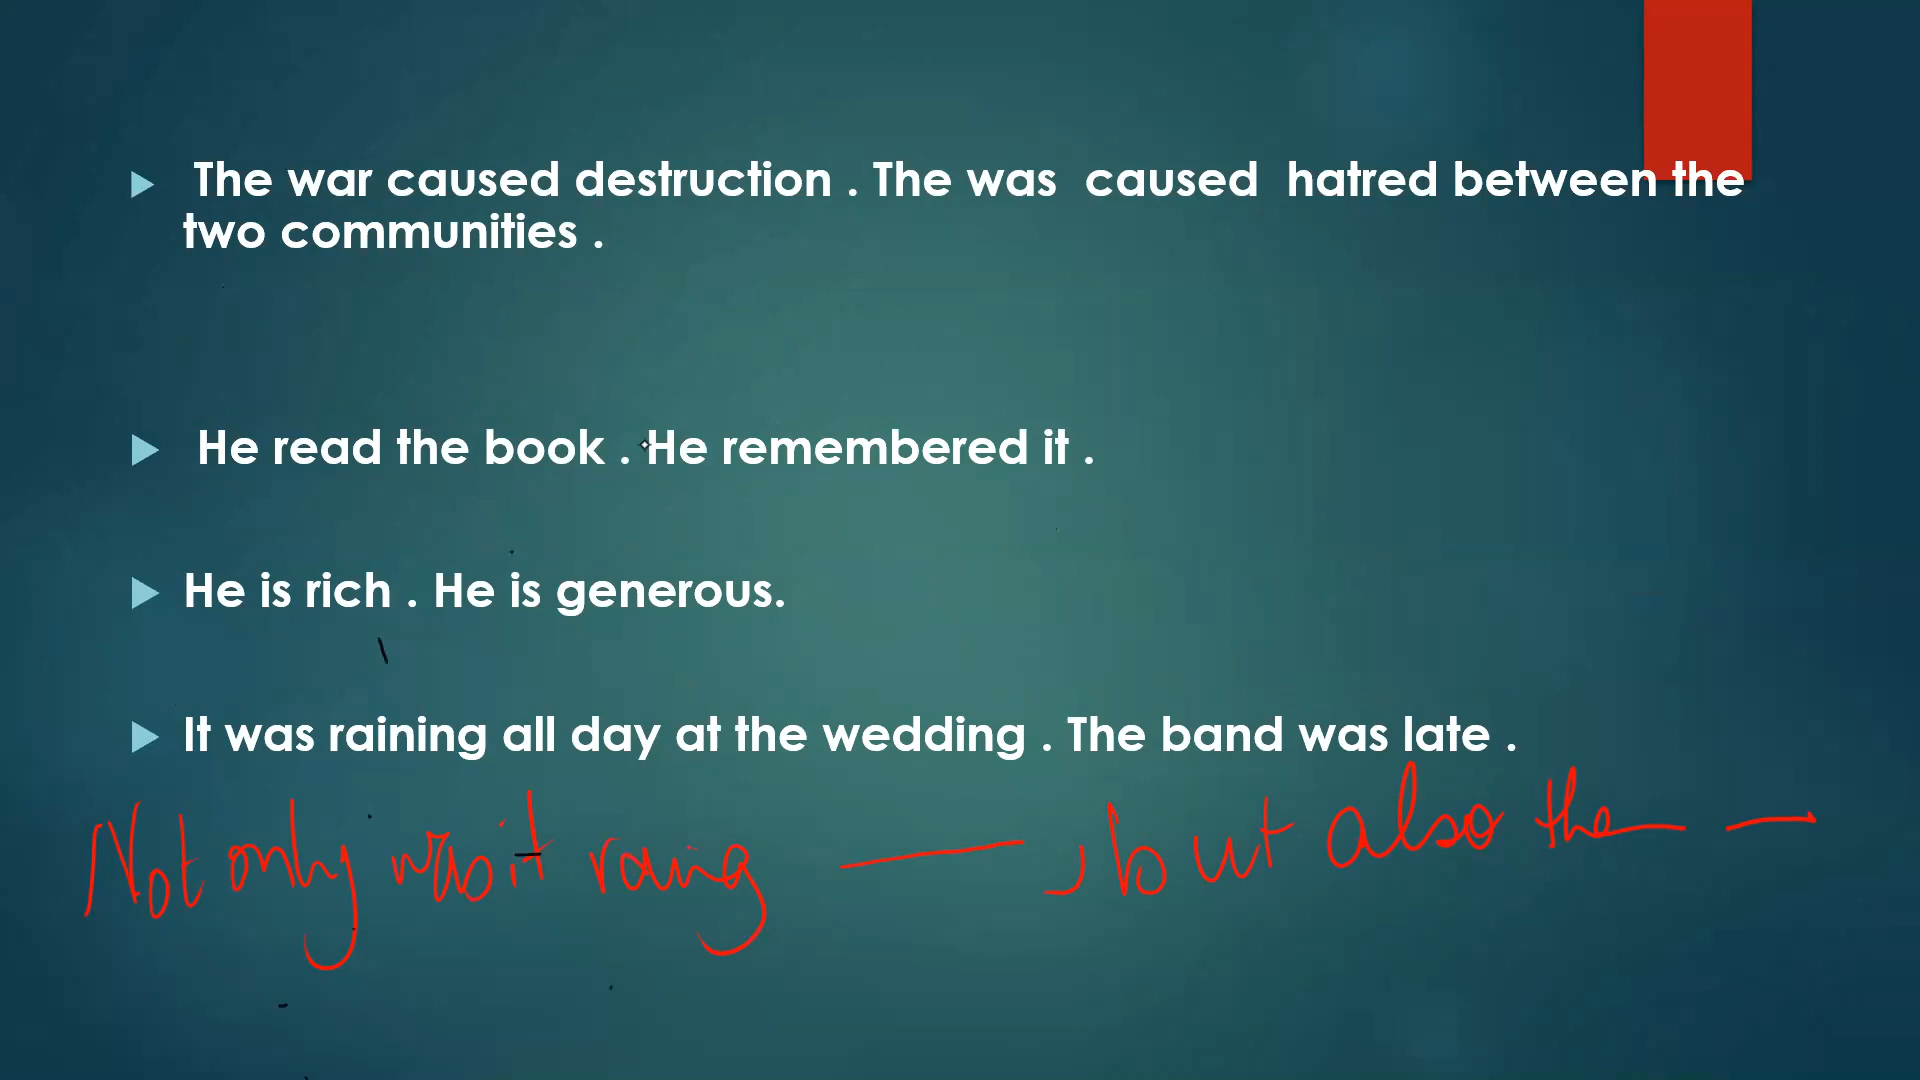 The war caused destruction . The was caused hatred between the
two communities .
He read the book . He remembered it .
He is rich . He is generous.
It was raining all day at the wedding . The band was late .
Not only was it raing , but also the